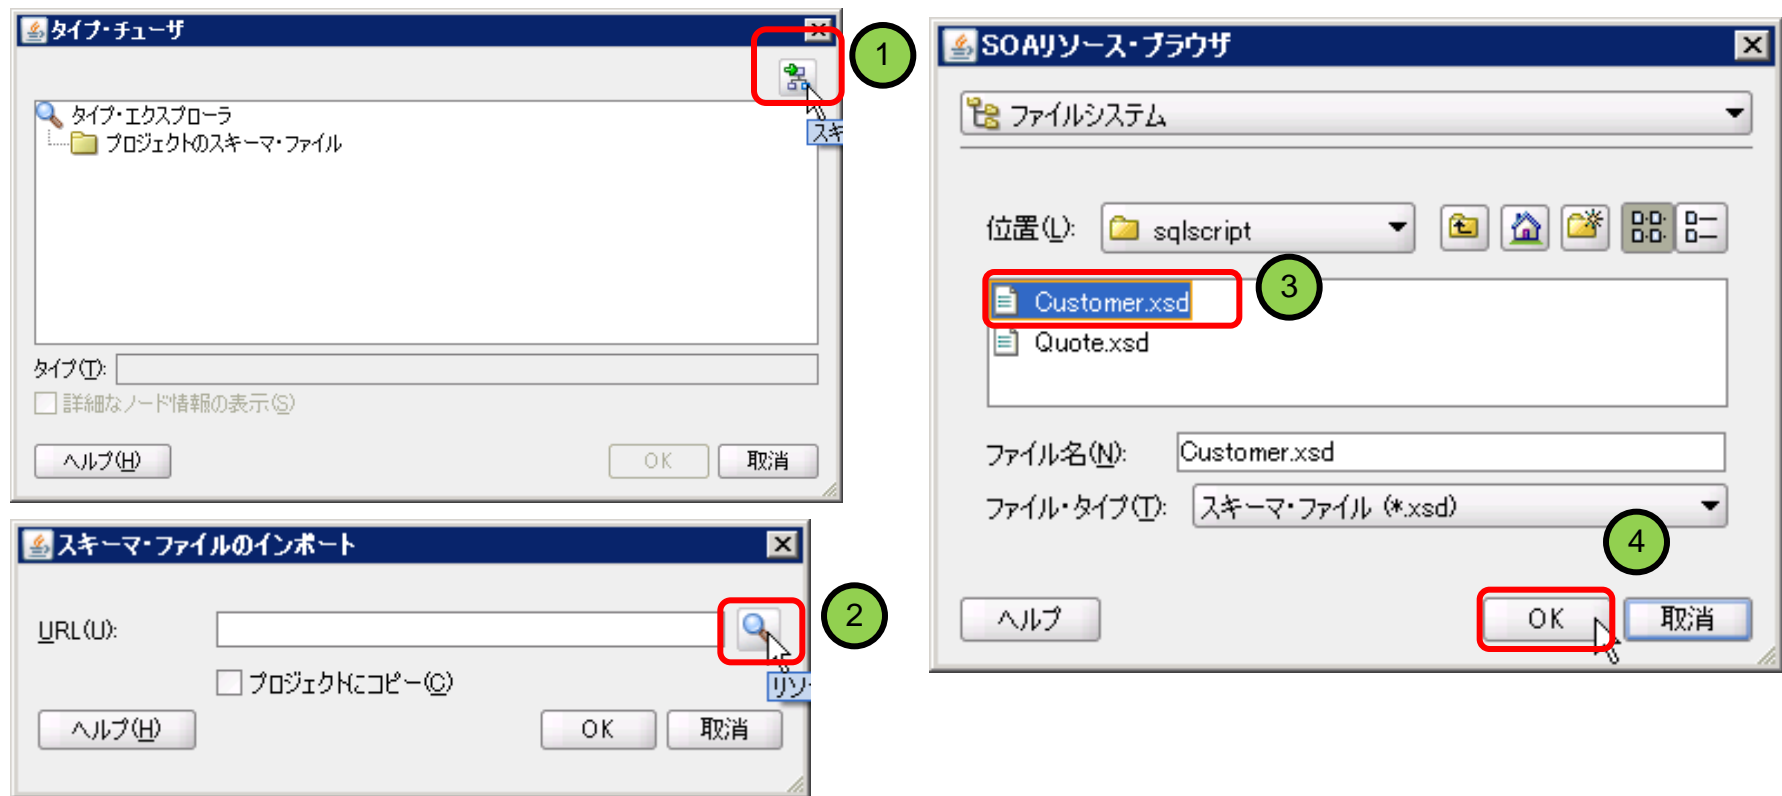 タイプ・チューザ
1
スキ
タイプ・エクスプローラ
プロジェクトのスキーマ・ファイル
タイプ(T):
詳細なノード情報の表示(S)
ヘルプ(H)
OK
取消
スキーマ・ファイルのインポート
URL(U):
2
リソ
プロジェクトにコピー(C)
ヘルプ(H)
OK
取消
SOAリソース・ブラウザ
ファイルシステム
位置(L):
sqlscript
Customer.xsd
3
Quote.xsd
ファイル名(N):
Customer.xsd
ファイル・タイプ(T):
スキーマ・ファイル (*.xsd)
4
ヘルプ
OK
取消